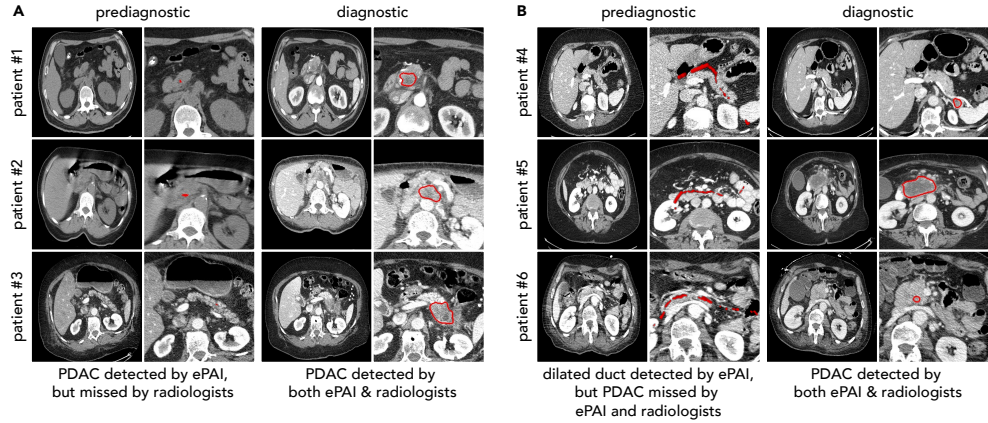 A
prediagnostic
diagnostic
patient #1
patient #2
patient #3
PDAC detected by ePAI,
but missed by radiologists
PDAC detected by
both ePAI & radiologists
B
prediagnostic
diagnostic
patient #4
patient #5
patient #6
dilated duct detected by ePAI,
but PDAC missed by
ePAI and radiologists
PDAC detected by
both ePAI & radiologists